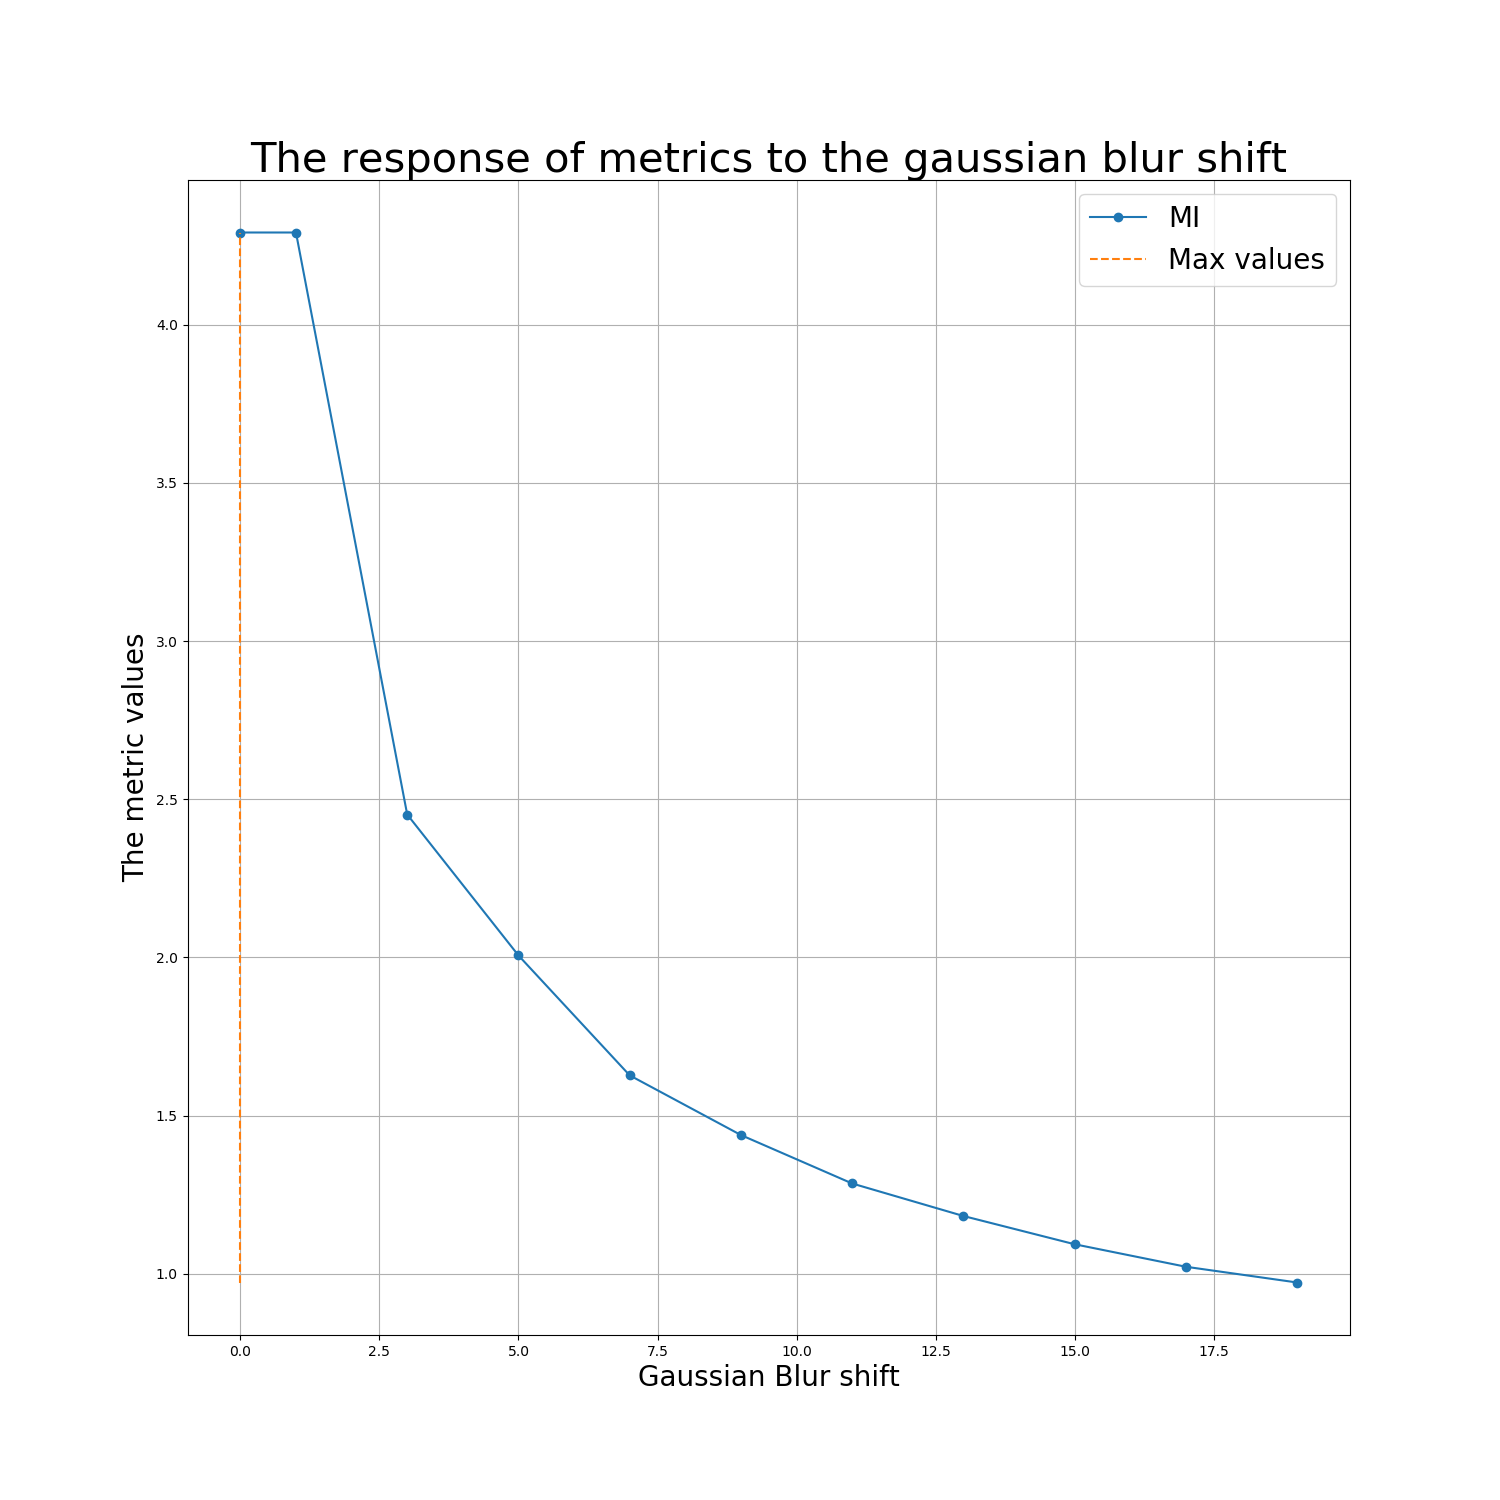 The response of metrics to the gaussian blur shift
MI
Max values
4.0
3.5
3.0
2.5
2.0
1.5
1.0
The metric values
0.0 2.5 5.0 7.5 10.0 12.5 15.0 17.5
Gaussian Blur shift